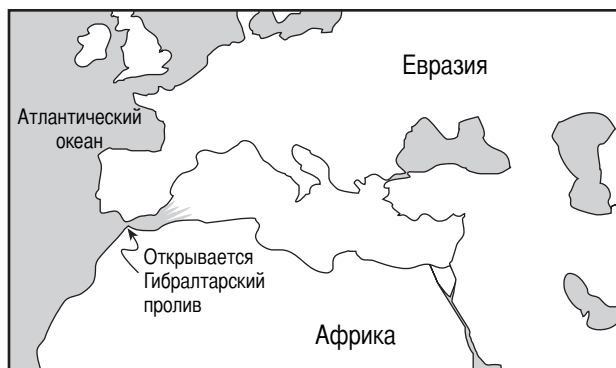 Евразия
Атлантический
океан
Открывается
Гибралтарский
пролив
Африка